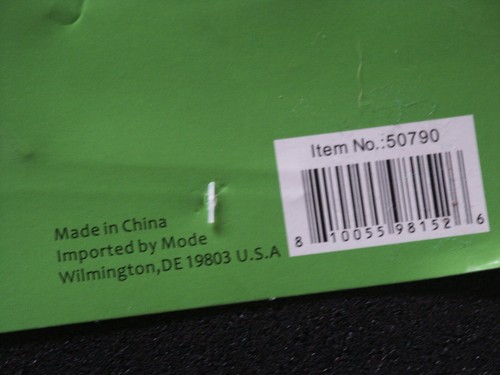 Item No.:50790
8 10055 98152 6
Made in China
Imported by Mode
Wilmington,DE 19803 U.S.A